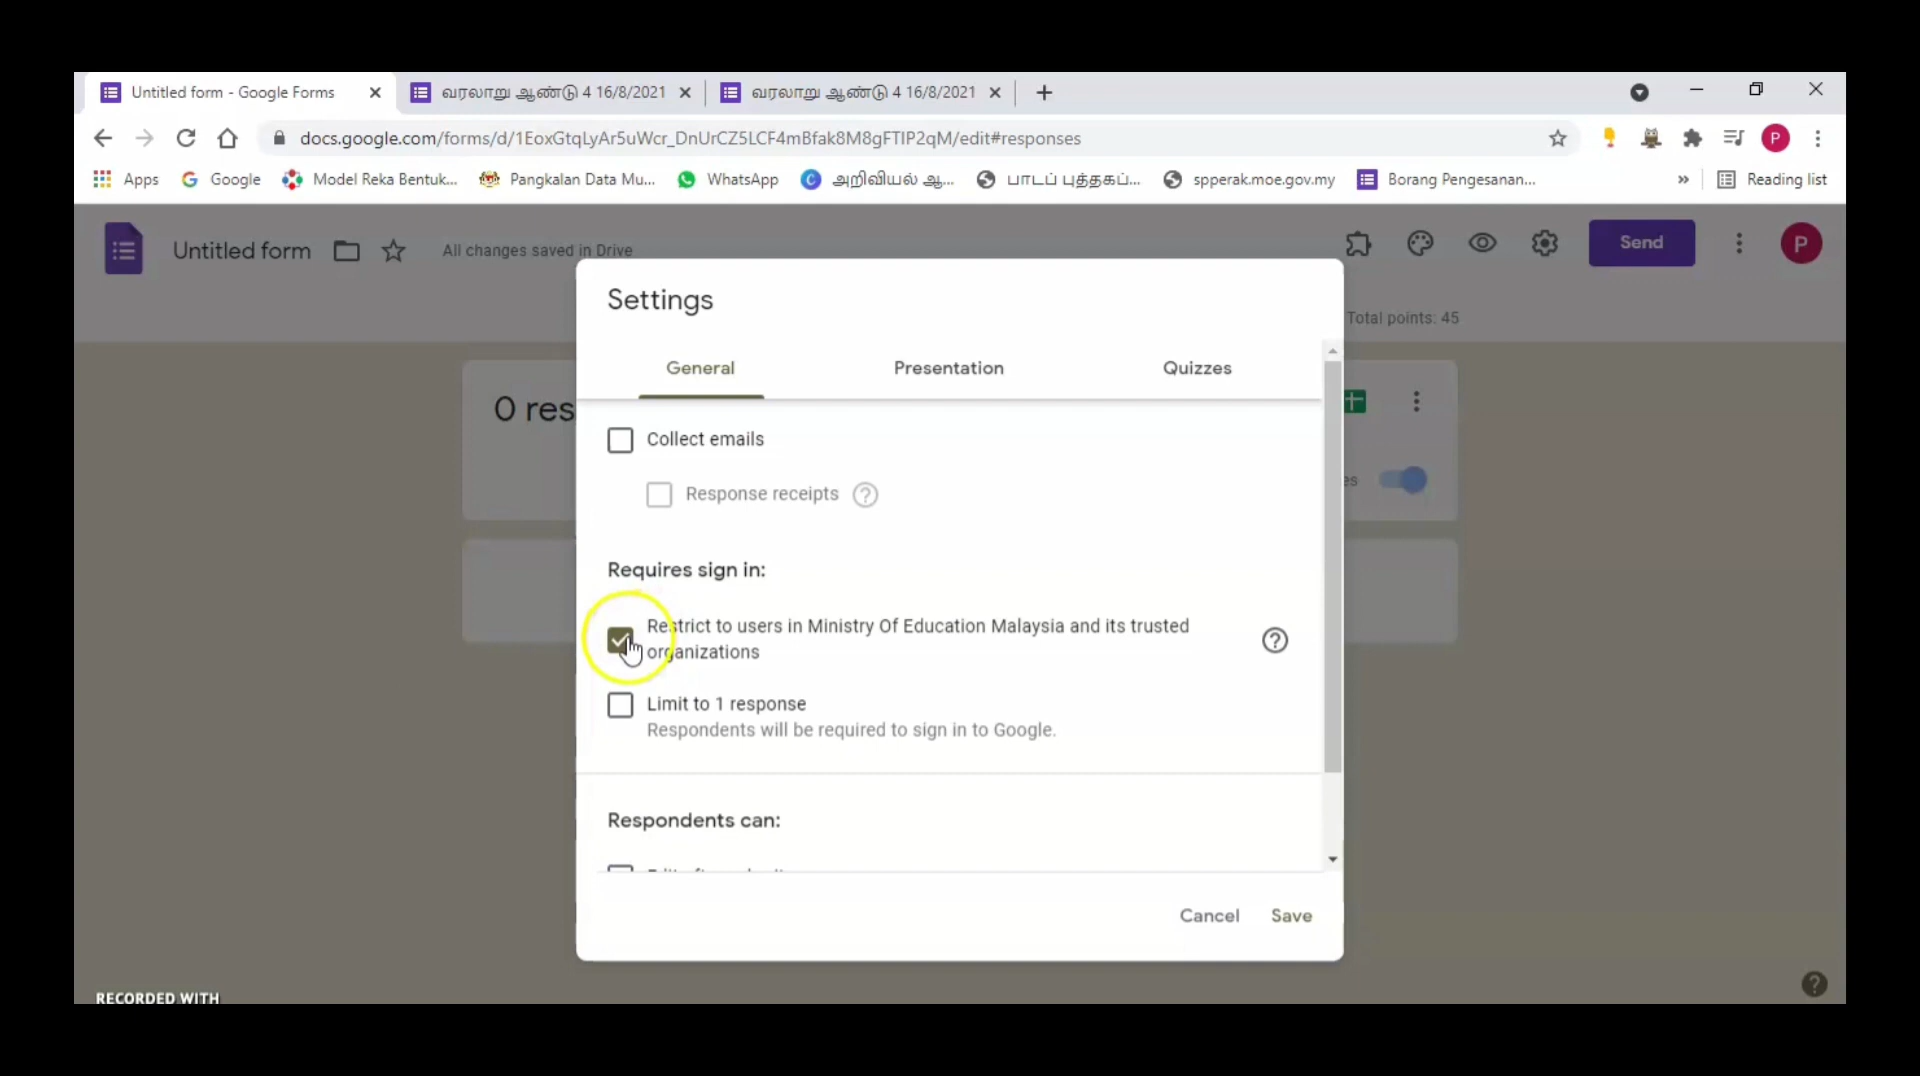 Untitled form - Google Forms
வரலாறு ஆண்டு 4 16/8/2021
வரலாறு ஆண்டு 4 16/8/2021
docs.google.com/forms/d/1EoxGtqLyAr5uWcr_DnUrCZ5LCF4mBfak8M8gFTIP2qM/edit#responses
P
Apps
Google
Model Reka Bentuk...
Pangkalan Data Mu...
WhatsApp
அறிவியல் ஆ...
பாடப் புத்தகப்...
spperak.moe.gov.my
Borang Pengesanan...
»
Reading list
Untitled form
All changes saved in Drive
Send
P
Settings
Total points: 45
General
Presentation
Quizzes
0 res
Collect emails
es
Response receipts
Requires sign in:
Restrict to users in Ministry Of Education Malaysia and its trusted
organizations
Limit to 1 response
Respondents will be required to sign in to Google.
Respondents can:
Cancel
Save
RECORDED WITH